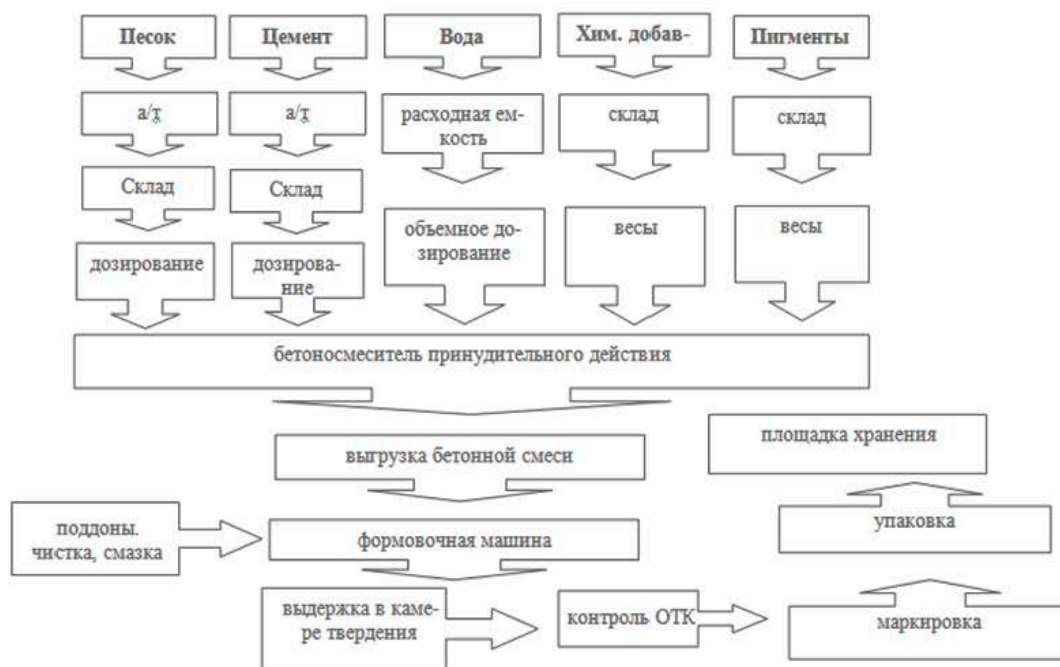 Песок
Цемент
Вода
Хим. добав-
Пигменты
а/т
а/т
расходная ем-
кость
склад
склад
Склад
Склад
дозирование
дозирова-
ние
объемное до-
зирование
весы
весы
бетоносмеситель принудительного действия
выгрузка бетонной смеси
площадка хранения
поддоны.
чистка, смазка
формовочная машина
упаковка
выдержка в каме-
ре твердения
контроль ОТК
маркировка